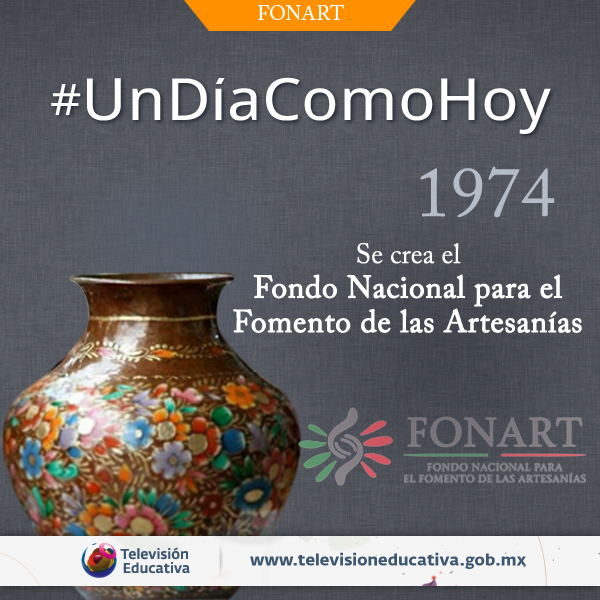 FONART
#UnDíaComoHoy
1974
Se crea el
Fondo Nacional para el
Fomento de las Artesanías
FONART
FONDO NACIONAL PARA
EL FOMENTO DE LAS ARTESANÍAS
Televisión
Educativa
www.televisioneducativa.gob.mx